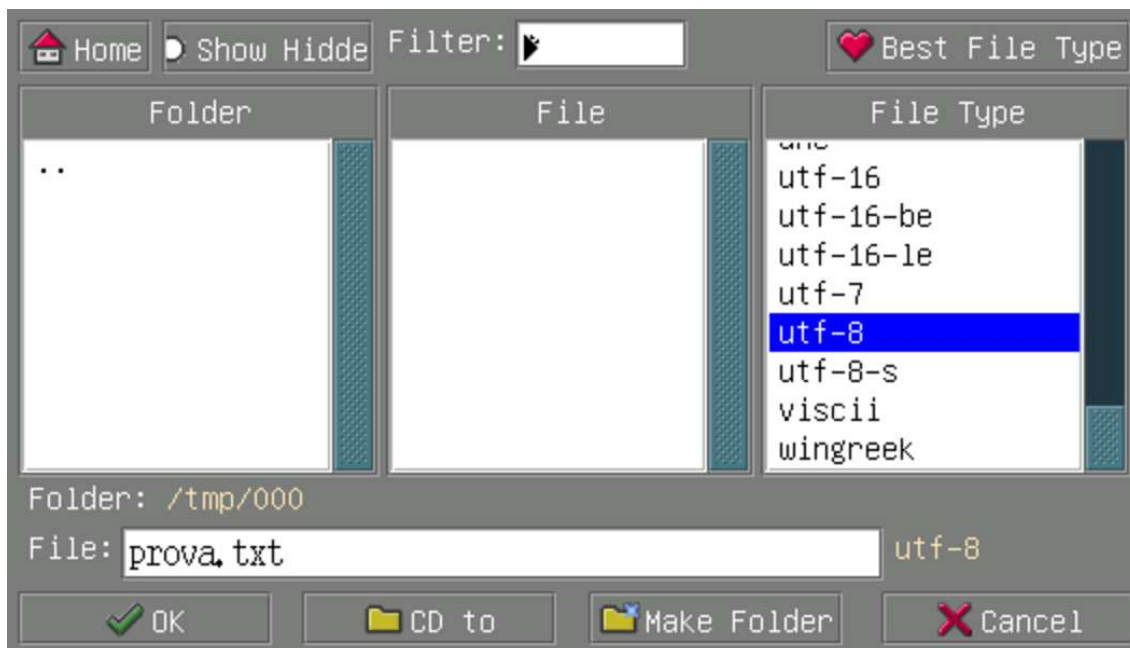 Home Show Hidde Filter: Best File Type
Folder File File Type
..
utf-16
utf-16-be
utf-16-le
utf-7
utf-8
utf-8-s
viscii
wingreek
Folder: /tmp/000
File: prova.txt utf-8
OK CD to Make Folder Cancel